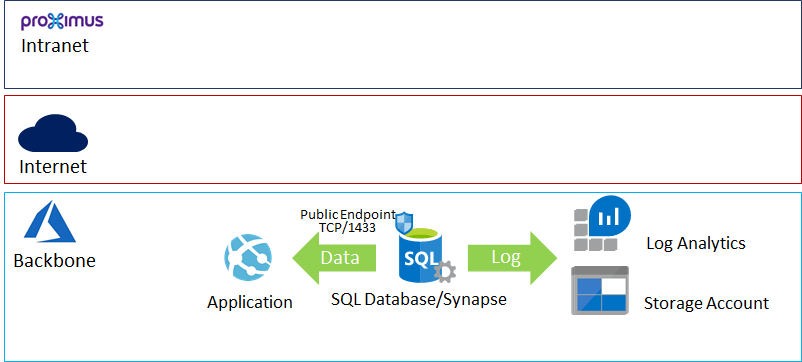 proximus
Intranet
Internet
Backbone
Public Endpoint
TCP/1433
Data
SQL
Log
Application
SQL Database/Synapse
Log Analytics
Storage Account